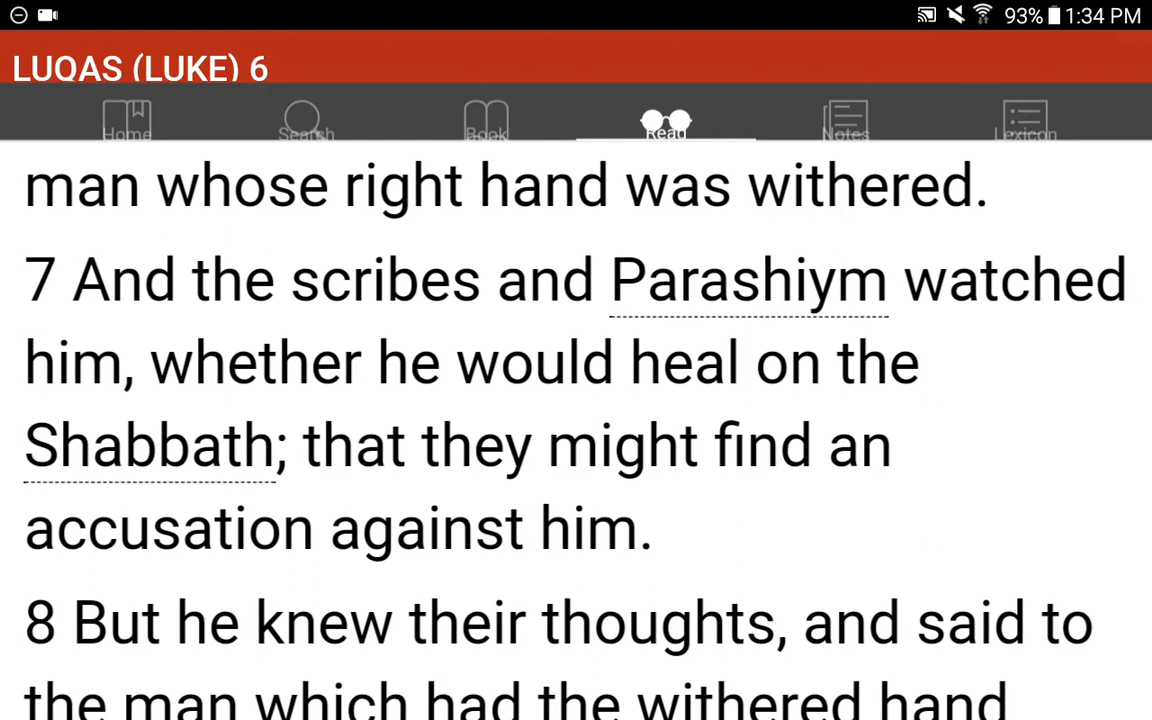 93% 1:34 PM
LUQAS (LUKE) 6
Home Search Book Read Notes Lexicon
man whose right hand was withered.
7 And the scribes and Parashiym watched
him, whether he would heal on the
Shabbath; that they might find an
accusation against him.
8 But he knew their thoughts, and said to
the man which had the withered hand